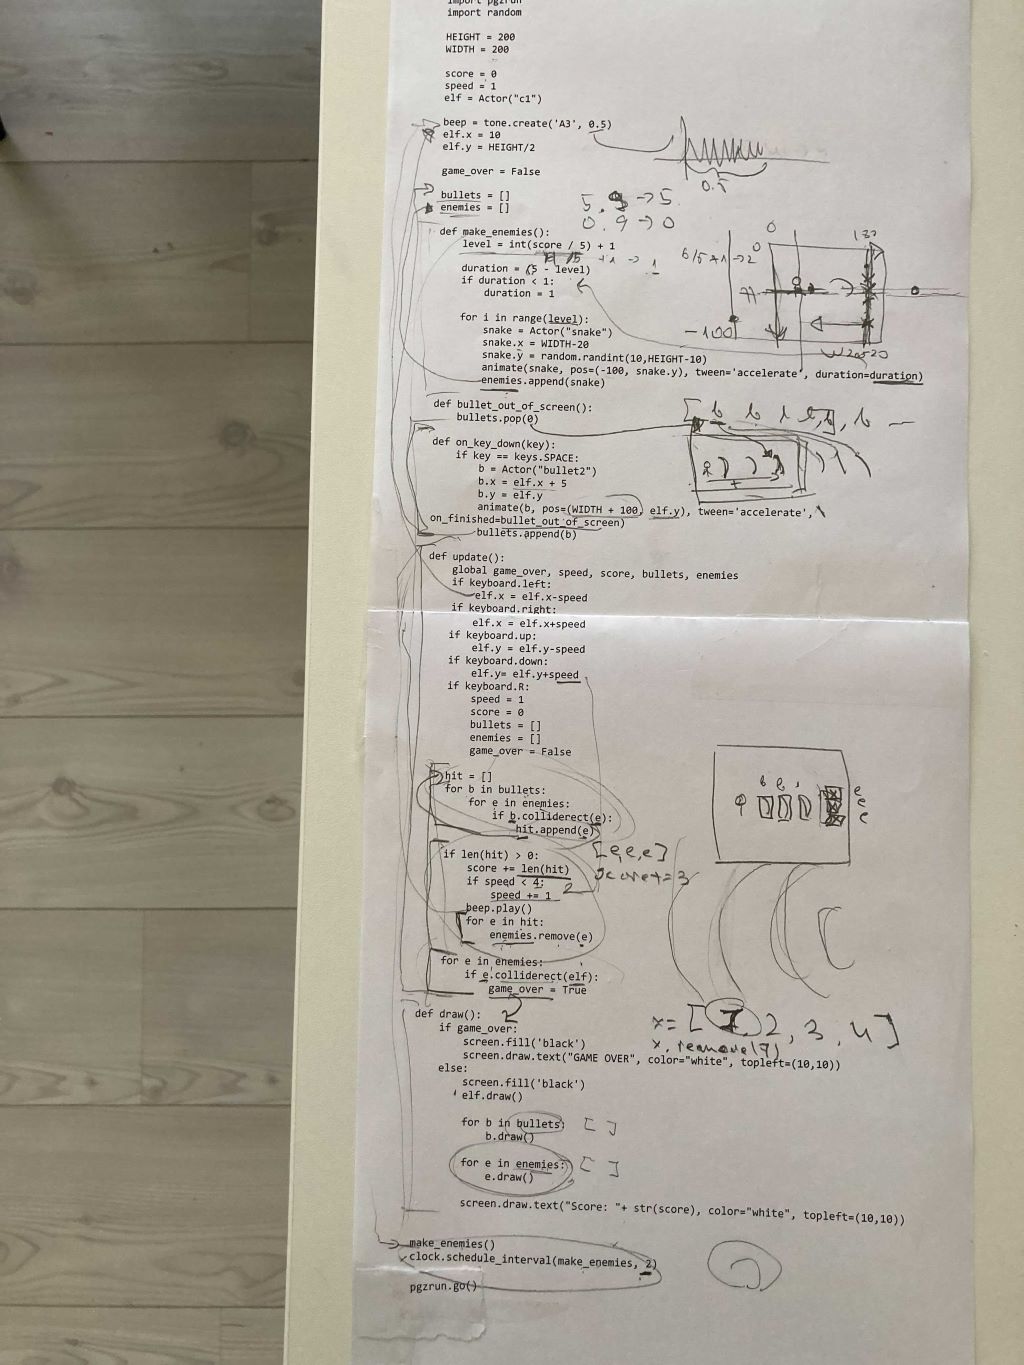 import pgzrun
import random
HEIGHT = 200
WIDTH = 200
score = 0
speed = 1
elf = Actor("c1")
beep = tone.create('A3', 0.5)
elf.x = 10
elf.y = HEIGHT/2
0.5
game_over = False
bullets = []
enemies = []
5. → 5
0.9 → 0
def make_enemies():
level = int(score / 5) + 1
6/5+1→2
0
0
duration = (5 - level)
if duration < 1:
duration = 1
for i in range(level):
snake = Actor("snake")
-100
snake.x = WIDTH-20
snake.y = random.randint(10,HEIGHT-10)
animate(snake, pos=(-100, snake.y), tween='accelerate', duration=duration)
enemies.append(snake)
def bullet_out_of_screen():
bullets.pop(0)
def on_key_down(key):
if key == keys.SPACE:
b = Actor("bullet2")
b.x = elf.x + 5
b.y = elf.y
animate(b, pos=(WIDTH + 100, elf.y), tween='accelerate',
on_finished=bullet_out_of_screen)
bullets.append(b)
def update():
global game_over, speed, score, bullets, enemies
if keyboard.left:
elf.x = elf.x-speed
if keyboard.right:
elf.x = elf.x+speed
if keyboard.up:
elf.y = elf.y-speed
if keyboard.down:
elf.y= elf.y+speed
if keyboard.R:
speed = 1
score = 0
bullets = []
enemies = []
game_over = False
hit = []
for b in bullets:
for e in enemies:
if b.colliderect(e):
hit.append(e)
e
e
e
[e,e,e]
if len(hit) > 0:
score += len(hit)
score+=3
if speed < 4:
2
speed += 1
beep.play()
for e in hit:
enemies.remove(e)
for e in enemies:
if e.colliderect(elf):
game_over = True
def draw():
x= [ 7, 2, 3, 4]
if game_over:
screen.fill('black')
x.remove(7)
screen.draw.text("GAME OVER", color="white", topleft=(10,10))
else:
screen.fill('black')
elf.draw()
for b in bullets: [ ]
b.draw()
for e in enemies: [ ]
e.draw()
screen.draw.text("Score: "+ str(score), color="white", topleft=(10,10))
make_enemies()
clock.schedule_interval(make_enemies, 2)
pgzrun.go()